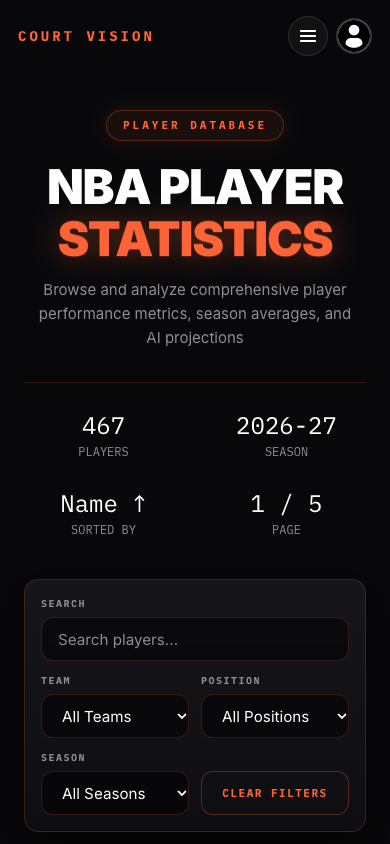 COURT VISION
PLAYER DATABASE
NBA PLAYER
STATISTICS
Browse and analyze comprehensive player
performance metrics, season averages, and
AI projections
467
PLAYERS
2026-27
SEASON
Name ↑
SORTED BY
1 / 5
PAGE
SEARCH
Search players...
TEAM
All Teams
POSITION
All Positions
SEASON
All Seasons
CLEAR FILTERS